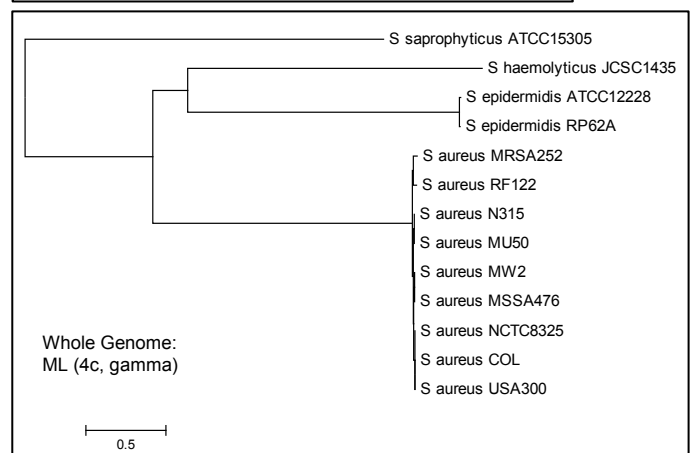 S saprophyticus ATCC15305
S haemolyticus JCSC1435
S epidermidis ATCC12228
S epidermidis RP62A
S aureus MRSA252
S aureus RF122
S aureus N315
S aureus MU50
S aureus MW2
S aureus MSSA476
S aureus NCTC8325
S aureus COL
S aureus USA300
Whole Genome:
ML (4c, gamma)
0.5